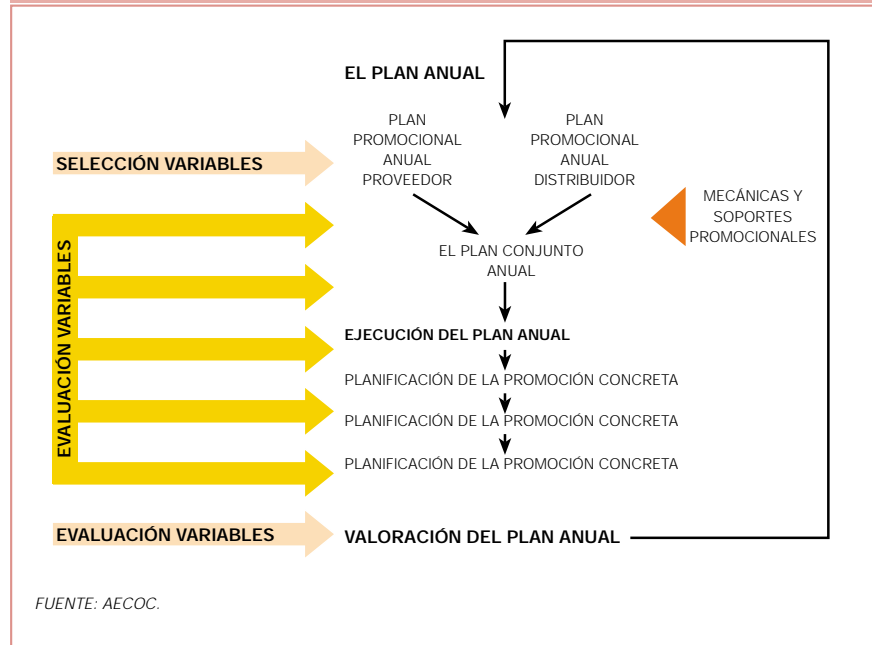 EL PLAN ANUAL
PLAN
PROMOCIONAL
ANUAL
PROVEEDOR
PLAN
PROMOCIONAL
ANUAL
DISTRIBUIDOR
SELECCIÓN VARIABLES
MECÁNICAS Y
SOPORTES
PROMOCIONALES
EVALUACIÓN VARIABLES
EL PLAN CONJUNTO
ANUAL
EJECUCIÓN DEL PLAN ANUAL
PLANIFICACIÓN DE LA PROMOCIÓN CONCRETA
PLANIFICACIÓN DE LA PROMOCIÓN CONCRETA
PLANIFICACIÓN DE LA PROMOCIÓN CONCRETA
EVALUACIÓN VARIABLES
VALORACIÓN DEL PLAN ANUAL
FUENTE: AECOC.